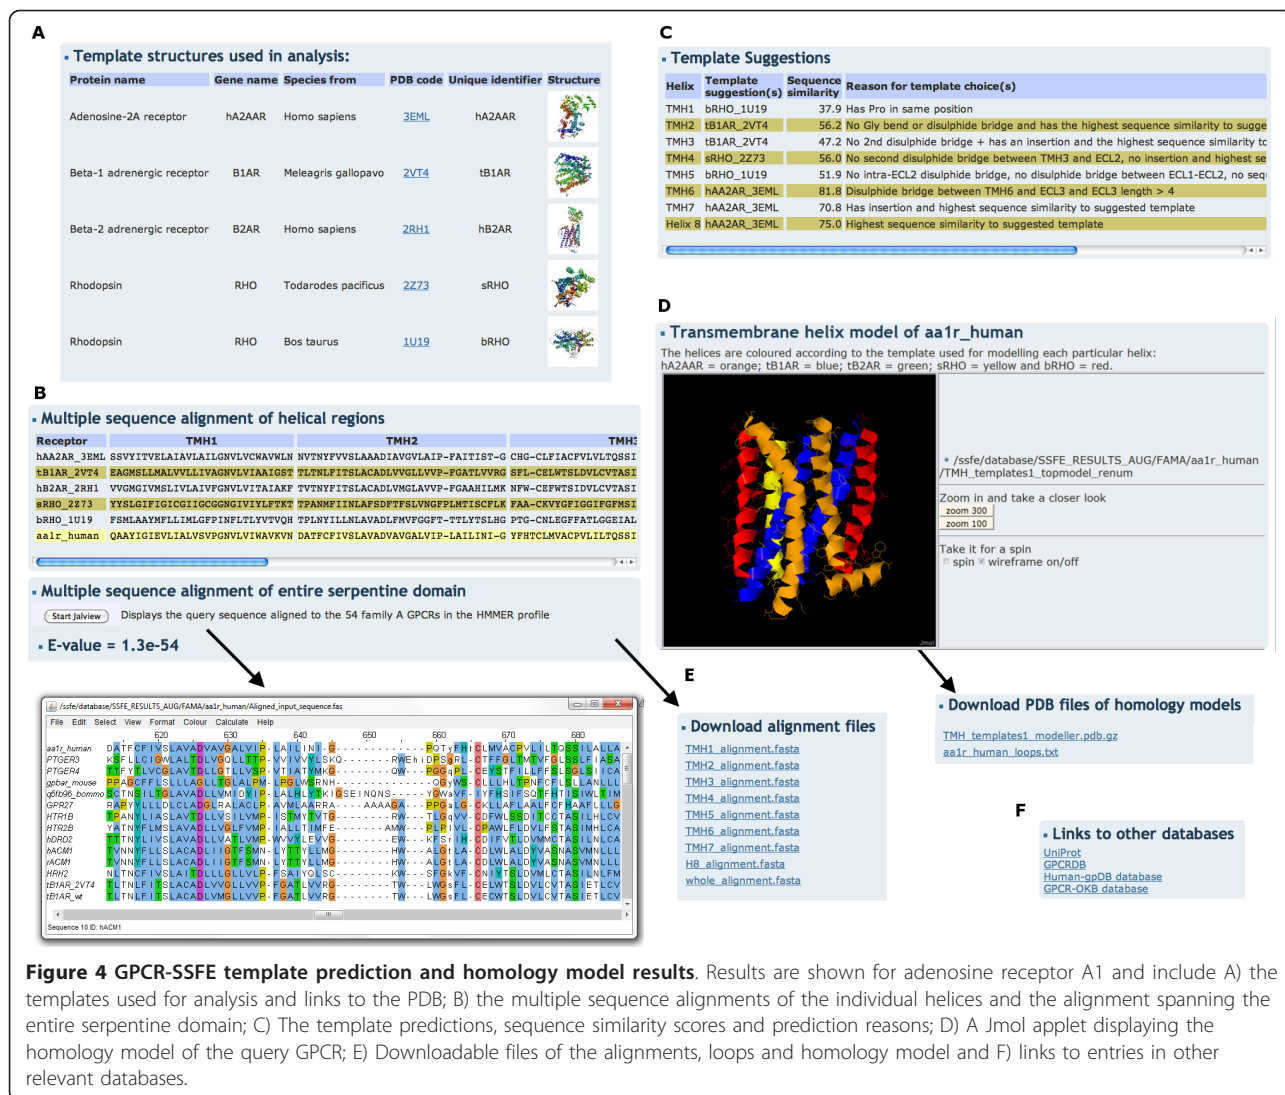 A
Template structures used in analysis:
Protein name Gene name Species from PDB code Unique identifier Structure
Adenosine-2A receptor hA2AAR Homo sapiens 3EML hA2AAR
Beta-1 adrenergic receptor B1AR Meleagris gallopavo 2VT4 tB1AR
Beta-2 adrenergic receptor B2AR Homo sapiens 2RH1 hB2AR
Rhodopsin RHO Todarodes pacificus 2Z73 sRHO
Rhodopsin RHO Bos taurus 1U19 bRHO
B
Multiple sequence alignment of helical regions
Receptor TMH1 TMH2 TMH3
hAA2AR_3EML SSVYITVELAIAVLAILGNVLVCWAVWLN NVTNYFVVSLAAADIAVGVLAIP-FAITIST-G CHG-CLFIACFVLVLTQSSI
tB1AR_2VT4 EAGMSLLMALVVLLIVAGNVLVIAAIGST TLTNLFITSLACADLVVGLLVVP-FGATLVVRG SFL-CELWTSLDVLCVTASI
hB2AR_2RH1 VVGMGIVMSLIVLAIVFGNVLVITAIAKF TVTNYFITSLACADLVMGLAVVP-FGAAHILMK NFW-CEFWTSIDVLCVTASI
sRHO_2Z73 YYSLGIFIGICGIIGCGGNGIVIYLFTKT TPANMFIINLAFSDFTFSLVNGFPLMTISCFLK FAA-CKVYGFIGGIFGFMSI
bRHO_1U19 FSMLAAYMFLLIMLGFPINFLTLYVTVQH TPLNYILLNLAVADLFMVFGGFT-TTLYTSLHG PTG-CNLEGFFATLGGEIAL
aa1r_human QAAYIGIEVLIALVSVPGNVLVIWAVKVN DATFCFIVSLAVADVAVGALVIP-LAILINI-G YFHTCLMVACPVLILTQSSI
Multiple sequence alignment of entire serpentine domain
Start Jalview Displays the query sequence aligned to the 54 family A GPCRs in the HMMER profile
E-value = 1.3e-54
/ssfe/database/SSFE_RESULTS_AUG/FAMA/aa1r_human/Aligned_input_sequence.fas
File Edit Select View Format Colour Calculate Help
620 630 640 650 660 670 680
aa1r_human
PTGER3
PTGER4
gpbar_mouse
q5fb96_bommo
GPR27
HTR1B
HTR2B
hDRD2
hACM1
rACM1
HRH2
tB1AR_2VT4
tB1AR_wt
Sequence 10 ID: hACM1
C
Template Suggestions
Helix Template suggestion(s) Sequence similarity Reason for template choice(s)
TMH1 bRHO_1U19 37.9 Has Pro in same position
TMH2 tB1AR_2VT4 56.2 No Gly bend or disulphide bridge and has the highest sequence similarity to sugge
TMH3 tB1AR_2VT4 47.2 No 2nd disulphide bridge + has an insertion and the highest sequence similarity tc
TMH4 sRHO_2Z73 56.0 No second disulphide bridge between TMH3 and ECL2, no insertion and highest se
TMH5 bRHO_1U19 51.9 No intra-ECL2 disulphide bridge, no disulphide bridge between ECL1-ECL2, no seq
TMH6 hAA2AR_3EML 81.8 Disulphide bridge between TMH6 and ECL3 and ECL3 length > 4
TMH7 hAA2AR_3EML 70.8 Has insertion and highest sequence similarity to suggested template
Helix 8 hAA2AR_3EML 75.0 Highest sequence similarity to suggested template
D
Transmembrane helix model of aa1r_human
The helices are coloured according to the template used for modelling each particular helix:
hA2AAR = orange; tB1AR = blue; tB2AR = green; sRHO = yellow and bRHO = red.
Jmol
/ssfe/database/SSFE_RESULTS_AUG/FAMA/aa1r_human
/TMH_templates1_topmodel_renum
Zoom in and take a closer look
zoom 300
zoom 100
Take it for a spin
spin wireframe on/off
E
Download alignment files
TMH1_alignment.fasta
TMH2_alignment.fasta
TMH3_alignment.fasta
TMH4_alignment.fasta
TMH5_alignment.fasta
TMH6_alignment.fasta
TMH7_alignment.fasta
H8_alignment.fasta
whole_alignment.fasta
Download PDB files of homology models
TMH_templates1_modeller.pdb.gz
aa1r_human_loops.txt
F
Links to other databases
UniProt
GPCRDB
Human-gpDB database
GPCR-OKB database
Figure 4 GPCR-SSFE template prediction and homology model results. Results are shown for adenosine receptor A1 and include A) the
templates used for analysis and links to the PDB; B) the multiple sequence alignments of the individual helices and the alignment spanning the
entire serpentine domain; C) The template predictions, sequence similarity scores and prediction reasons; D) A Jmol applet displaying the
homology model of the query GPCR; E) Downloadable files of the alignments, loops and homology model and F) links to entries in other
relevant databases.